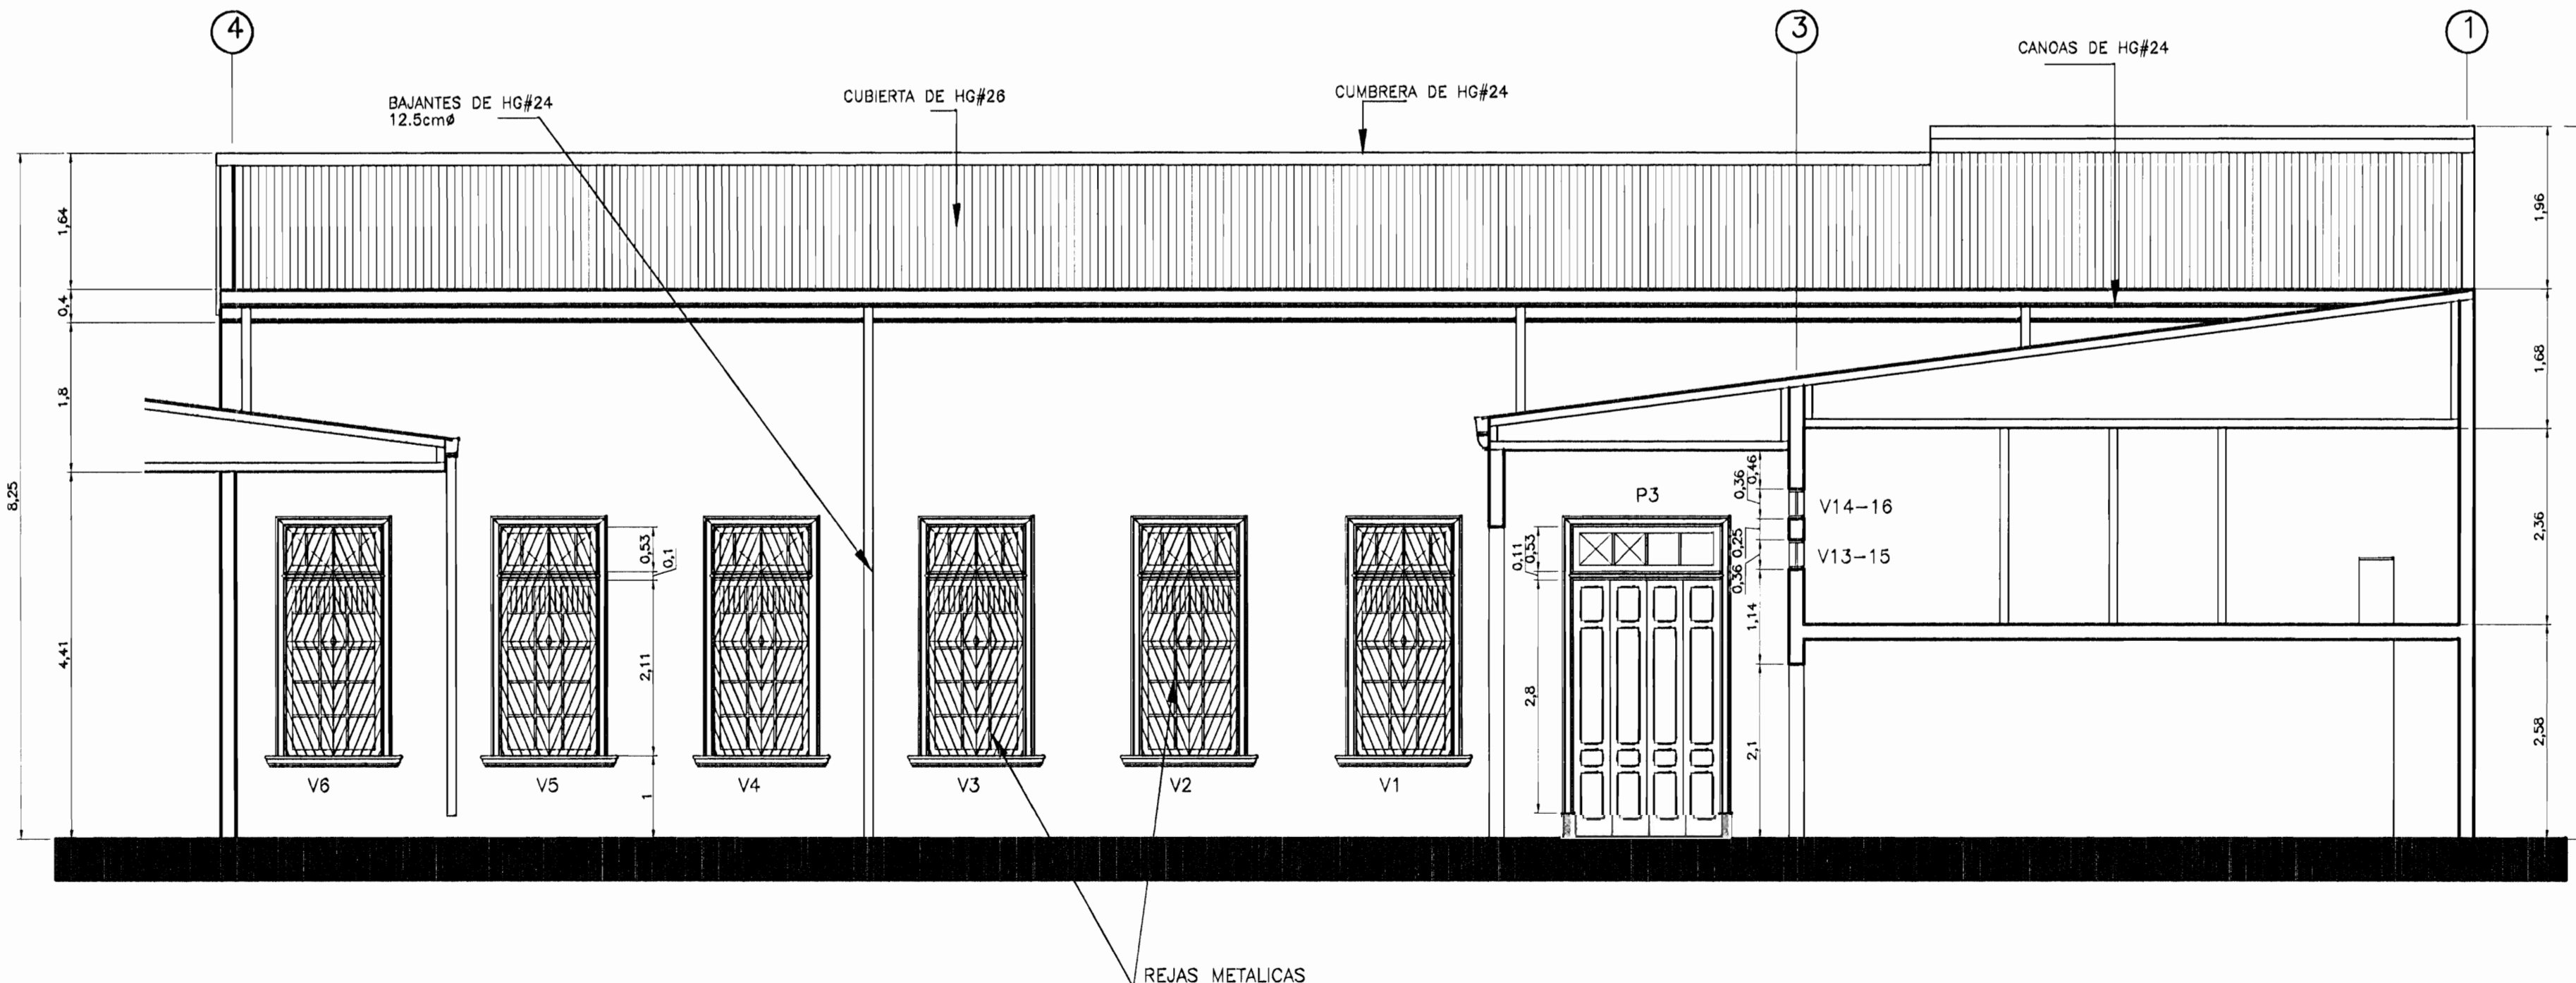 4
3
1
CANOAS DE HG#24
BAJANTES DE HG#24
12.5cmø
CUBIERTA DE HG#26
CUMBRERA DE HG#24
8,25
1,64
0,4
1,8
4,41
1,96
1,68
2,36
2,58
0,53
0,1
2,11
1
0,11
0,53
2,8
0,46
0,36
0,25
0,36
1,14
2,1
P3
V14-16
V13-15
V6
V5
V4
V3
V2
V1
REJAS METALICAS